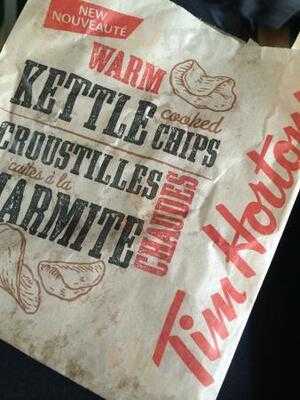 NEW
NOUVEAUTÉ
WARM
KETTLE
cooked
CHIPS
CROUSTILLES
cuites à la
MARMITE
CHAUDES
Tim Hortons